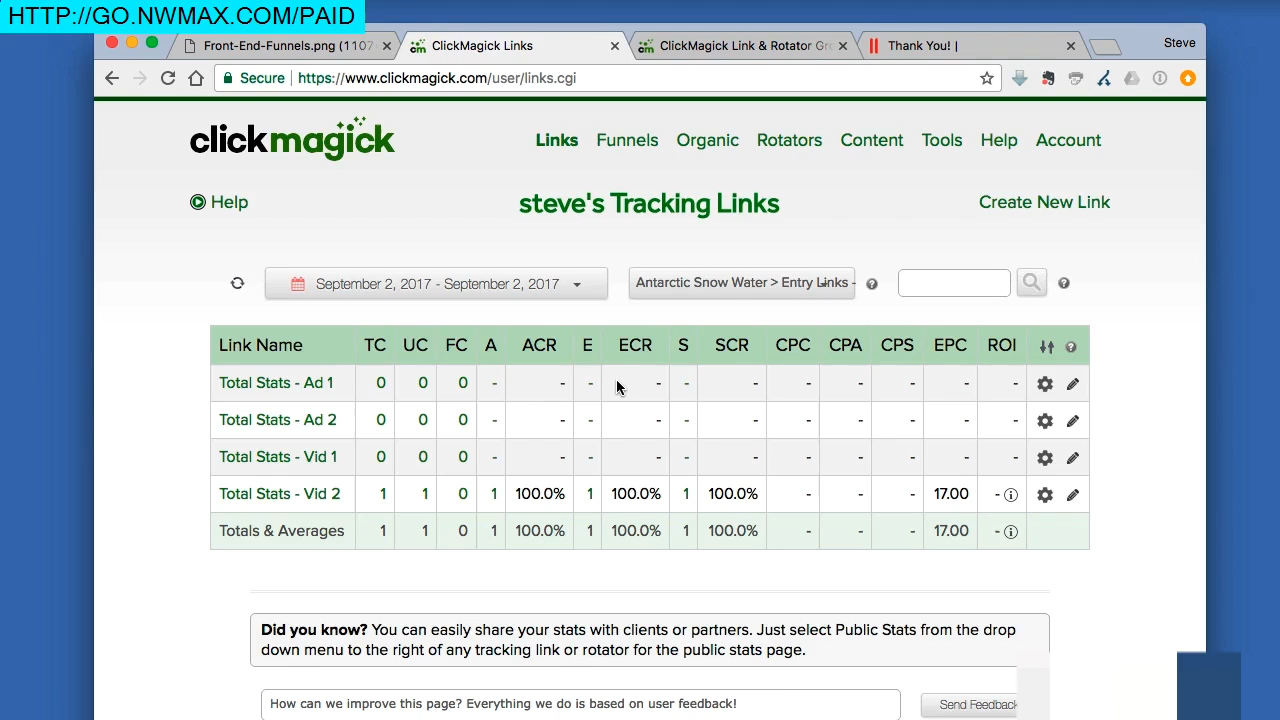 HTTP://GO.NWMAX.COM/PAID
Front-End-Funnels.png (1107
ClickMagick Links
ClickMagick Link & Rotator Gr
Thank You! |
Steve
Secure
https://www.clickmagick.com/user/links.cgi
clickmagick
Links Funnels Organic Rotators Content Tools Help Account
Help
steve's Tracking Links
Create New Link
September 2, 2017 - September 2, 2017
Antarctic Snow Water > Entry Links -
Link Name TC UC FC A ACR E ECR S SCR CPC CPA CPS EPC ROI
Total Stats - Ad 1 0 0 0 - - - - - - - - - - -
Total Stats - Ad 2 0 0 0 - - - - - - - - - - -
Total Stats - Vid 1 0 0 0 - - - - - - - - - - -
Total Stats - Vid 2 1 1 0 1 100.0% 1 100.0% 1 100.0% - - - 17.00 -
Totals & Averages 1 1 0 1 100.0% 1 100.0% 1 100.0% - - - 17.00 -
Did you know? You can easily share your stats with clients or partners. Just select Public Stats from the drop
down menu to the right of any tracking link or rotator for the public stats page.
How can we improve this page? Everything we do is based on user feedback!
Send Feedback